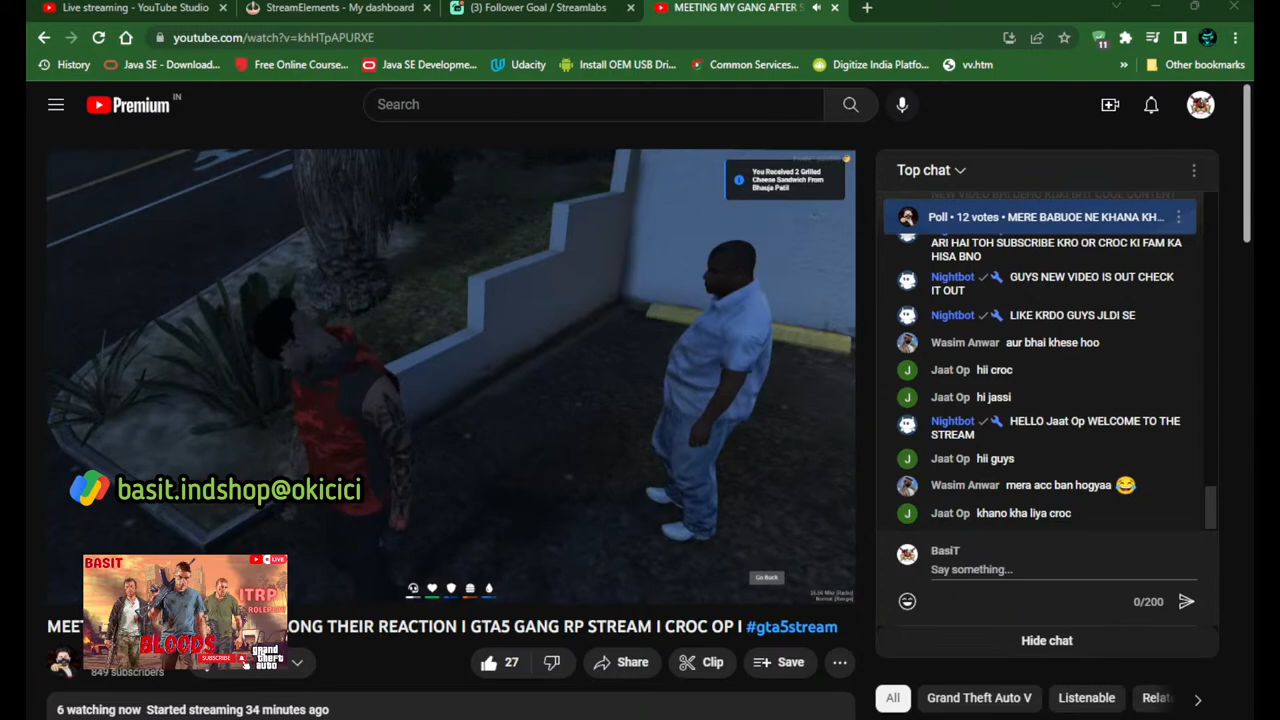 Live streaming - YouTube Studio
StreamElements - My dashboard
(3) Follower Goal / Streamlabs
MEETING MY GANG AFTER S
youtube.com/watch?v=khHTpAPURXE
11
History
Java SE - Download...
Free Online Course...
Java SE Developme...
Udacity
Install OEM USB Dri...
Common Services...
Digitize India Platfo...
vv.htm
Other bookmarks
Premium IN
Search
Top chat
You Received 2 Grilled
Cheese Sandwich From
Bhauja Patil
Poll • 12 votes • MERE BABUOE NE KHANA KH...
ARI HAI TOH SUBSCRIBE KRO OR CROC KI FAM KA
HISA BNO
Nightbot GUYS NEW VIDEO IS OUT CHECK
IT OUT
Nightbot LIKE KRDO GUYS JLDI SE
Wasim Anwar aur bhai khese hoo
J Jaat Op hii croc
J Jaat Op hi jassi
Nightbot HELLO Jaat Op WELCOME TO THE
STREAM
J Jaat Op hii guys
Wasim Anwar mera acc ban hogyaa 😂
J Jaat Op khano kha liya croc
BasiT
Say something...
0/200
Hide chat
basit.indshop@okicici
Go Back
BASIT
LIVE
ITRP
ROLEPLAY
BLOODS
SUBSCRIBE
grand
theft
auto
MEET
ONG THEIR REACTION I GTA5 GANG RP STREAM I CROC OP I #gta5stream
849 subscribers
27
Share
Clip
Save
6 watching now Started streaming 34 minutes ago
All
Grand Theft Auto V
Listenable
Relat